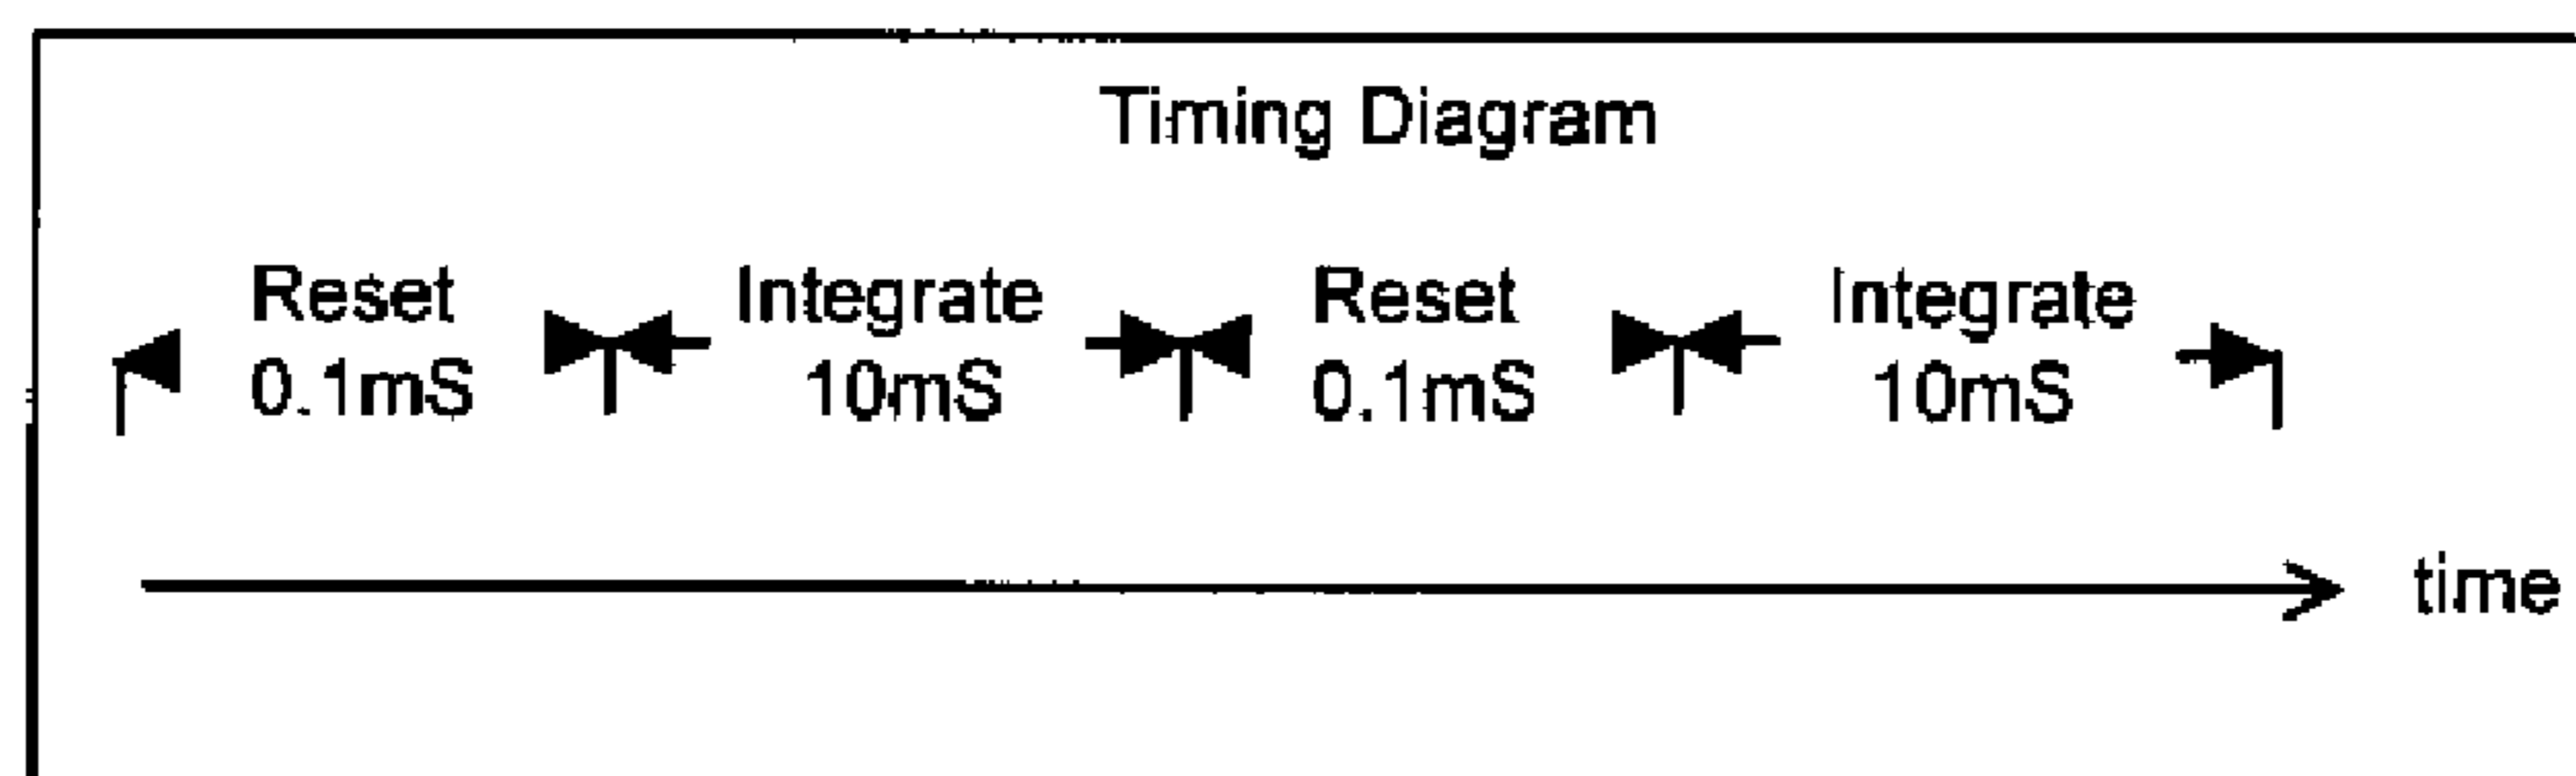 Timing Diagram
Reset
0.1mS
Integrate
10mS
Reset
0.1mS
Integrate
10mS
time